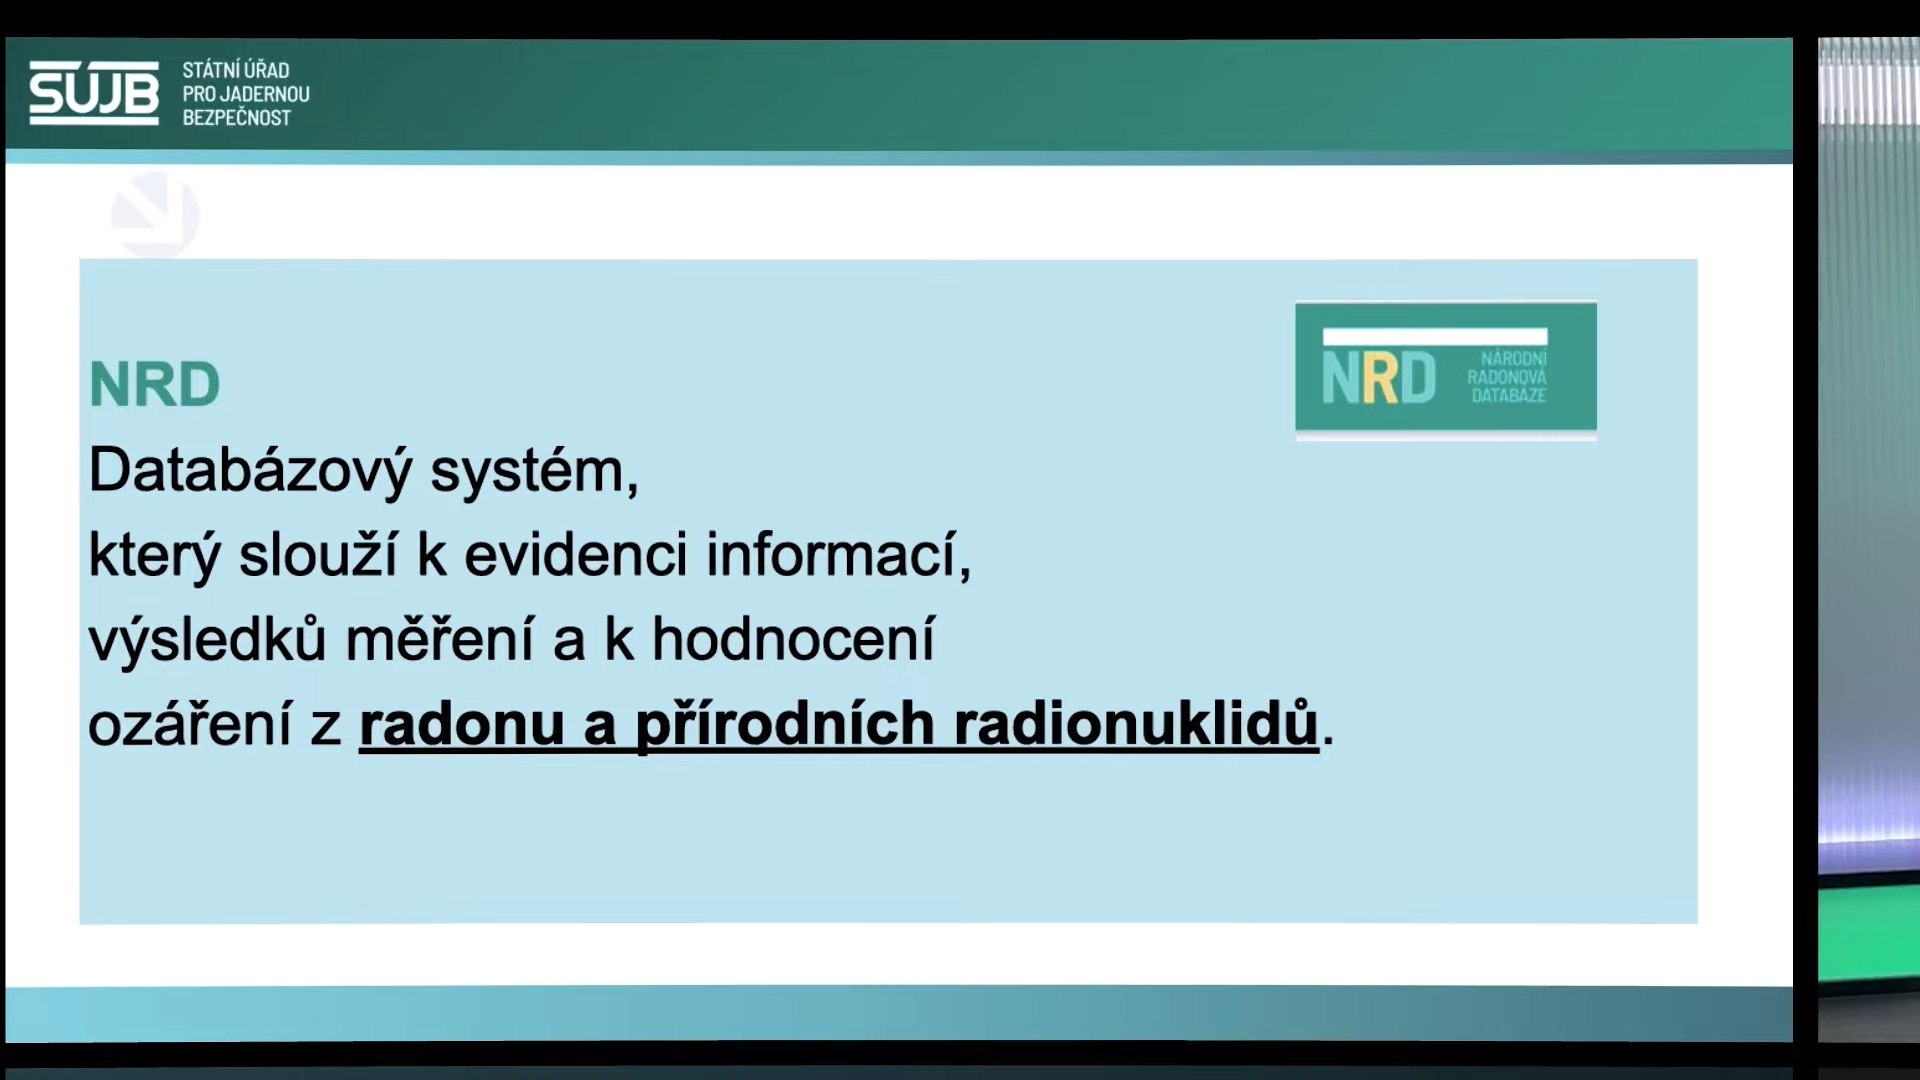 SÚJB
STÁTNÍ ÚŘAD
PRO JADERNOU
BEZPEČNOST
NRD
NÁRODNÍ
RADONOVÁ
DATABÁZE
NRD
Databázový systém,
který slouží k evidenci informací,
výsledků měření a k hodnocení
ozáření z radonu a přírodních radionuklidů.